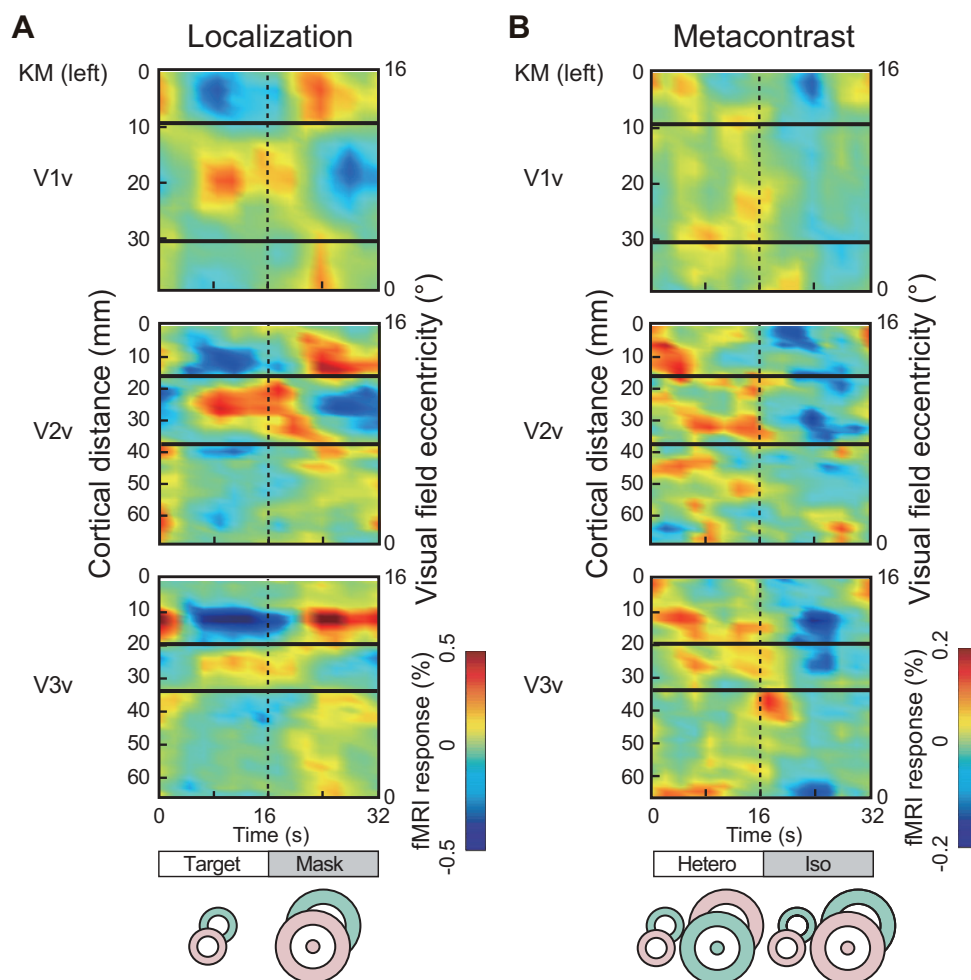 A
Localization
KM (left)
0
10
20
30
16
0
V1v
Cortical distance (mm)
Visual field eccentricity (°)
0
10
20
30
40
50
60
16
0
V2v
0
10
20
30
40
50
60
16
0
V3v
0
16
32
Time (s)
fMRI response (%)
0.5
0
-0.5
Target
Mask
B
Metacontrast
KM (left)
0
10
20
30
16
0
V1v
Cortical distance (mm)
Visual field eccentricity (°)
0
10
20
30
40
50
60
16
0
V2v
0
10
20
30
40
50
60
16
0
V3v
0
16
32
Time (s)
fMRI response (%)
0.2
0
-0.2
Hetero
Iso